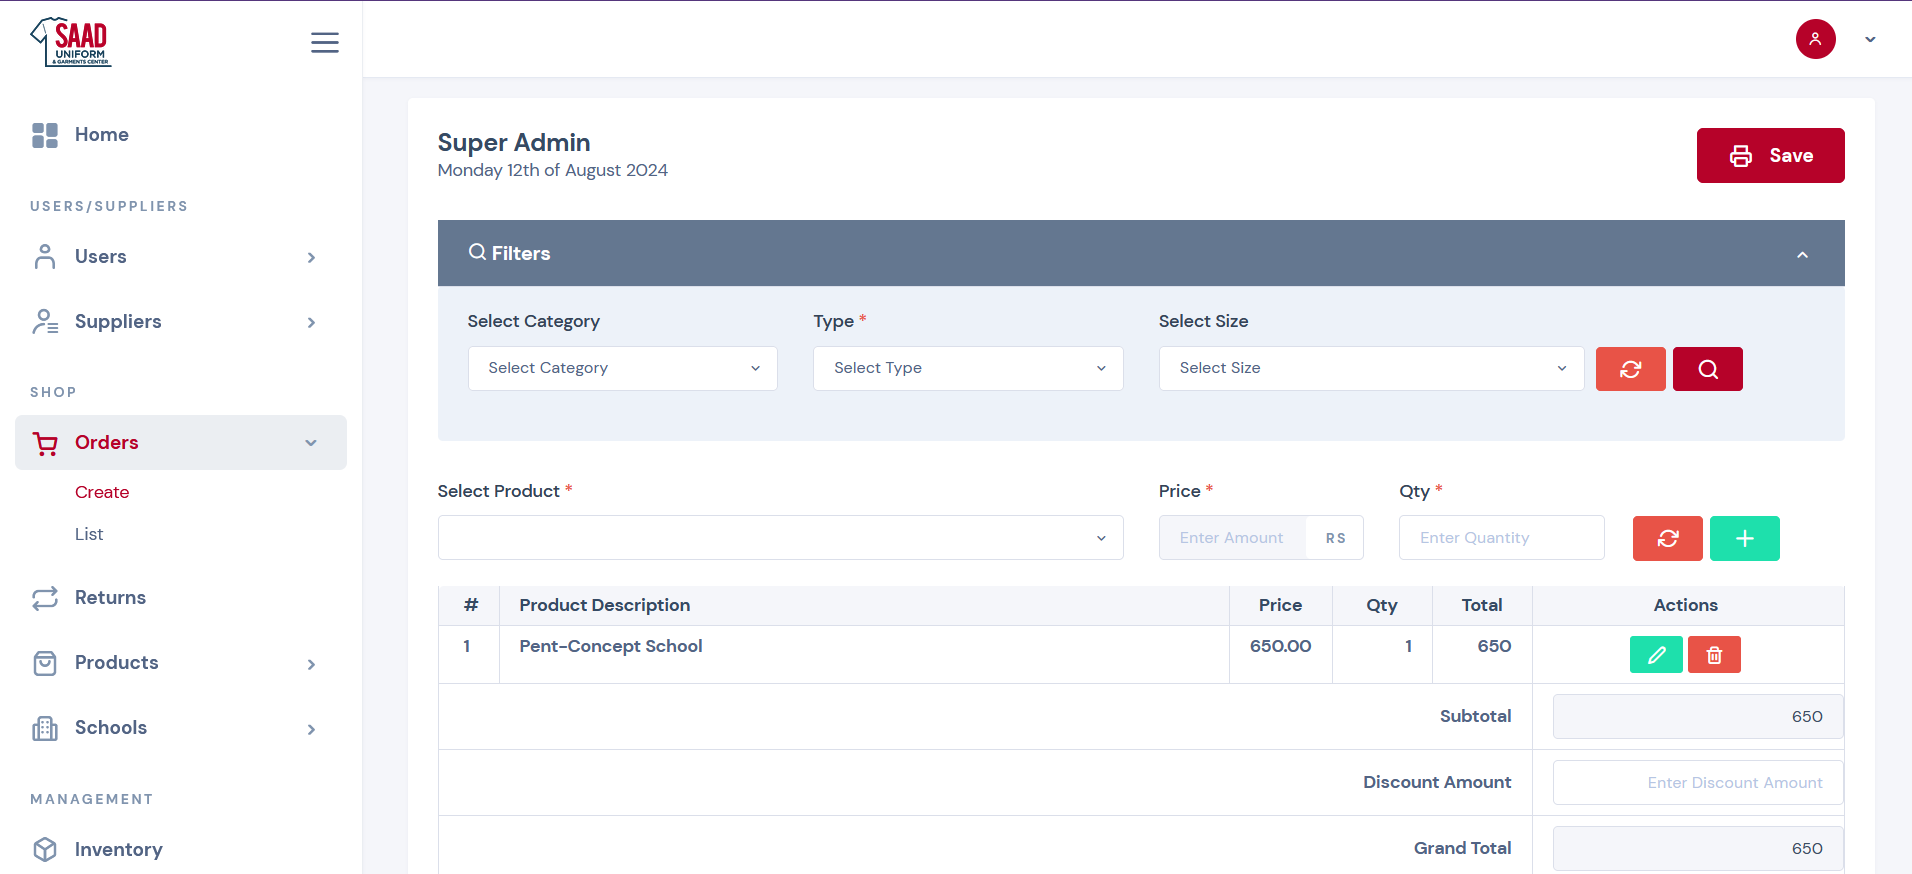 SAAD
UNIFORM
& GARMENTS CENTER
Home
USERS/SUPPLIERS
Users
Suppliers
SHOP
Orders
Create
List
Returns
Products
Schools
MANAGEMENT
Inventory
Super Admin
Monday 12th of August 2024
Save
Filters
Select Category Type * Select Size
Select Category Select Type Select Size
Select Product * Price * Qty *
Enter Amount RS Enter Quantity
# Product Description Price Qty Total Actions
1 Pent-Concept School 650.00 1 650
Subtotal 650
Discount Amount Enter Discount Amount
Grand Total 650